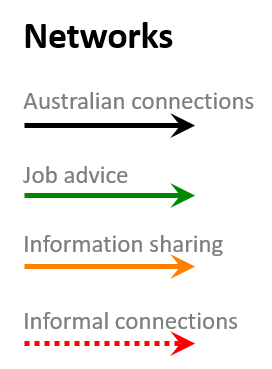 Networks
Australian connections
Job advice
Information sharing
Informal connections